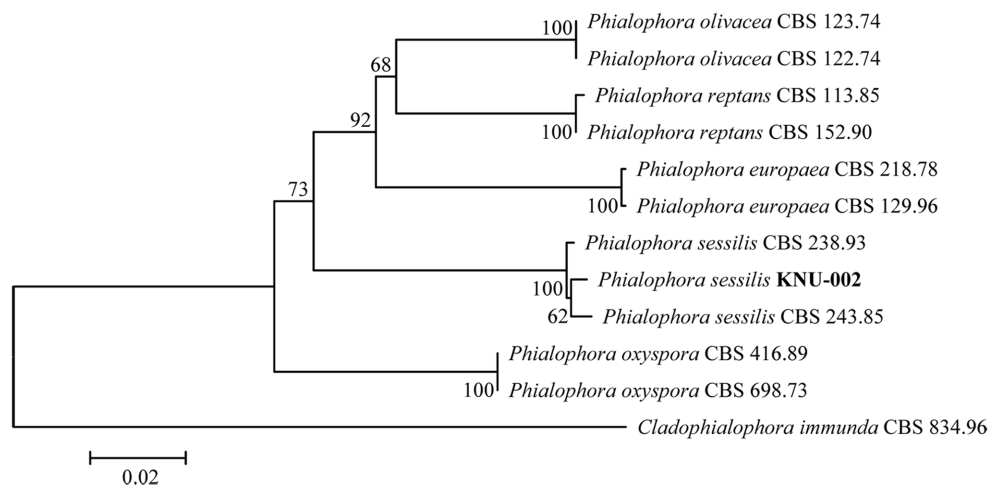 Phialophora olivacea CBS 123.74
100
Phialophora olivacea CBS 122.74
68
Phialophora reptans CBS 113.85
92
100
Phialophora reptans CBS 152.90
Phialophora europaea CBS 218.78
73
100
Phialophora europaea CBS 129.96
Phialophora sessilis CBS 238.93
Phialophora sessilis KNU-002
100
62
Phialophora sessilis CBS 243.85
Phialophora oxyspora CBS 416.89
100
Phialophora oxyspora CBS 698.73
Cladophialophora immunda CBS 834.96
0.02